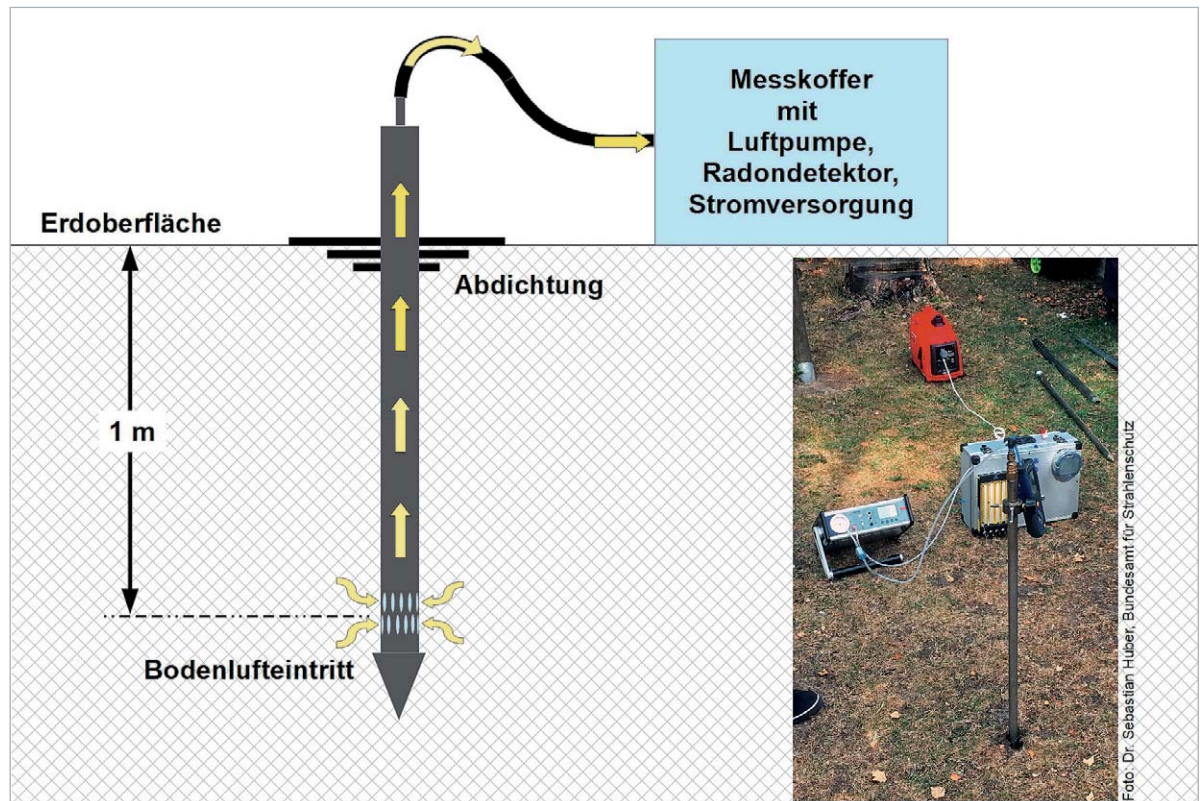 Messkoffer
mit
Luftpumpe,
Radondetektor,
Stromversorgung
Erdoberfläche
Abdichtung
1 m
Bodenlufteintritt
Foto: Dr. Sebastian Huber, Bundesamt für Strahlenschutz